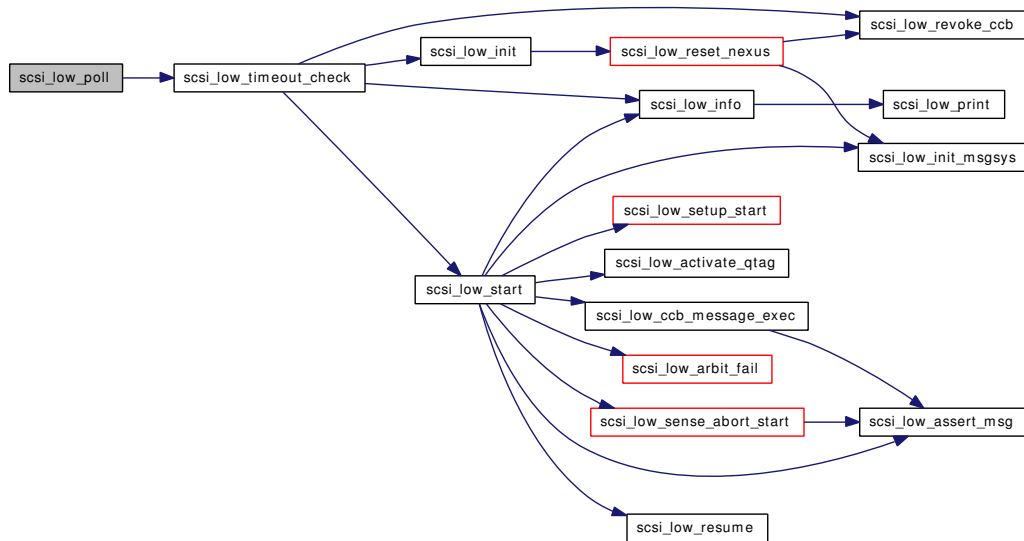 scsi_low_revoke_ccb
scsi_low_init
scsi_low_reset_nexus
scsi_low_poll
scsi_low_timeout_check
scsi_low_info
scsi_low_print
scsi_low_init_msgsys
scsi_low_setup_start
scsi_low_activate_qtag
scsi_low_start
scsi_low_ccb_message_exec
scsi_low_arbit_fail
scsi_low_sense_abort_start
scsi_low_assert_msg
scsi_low_resume